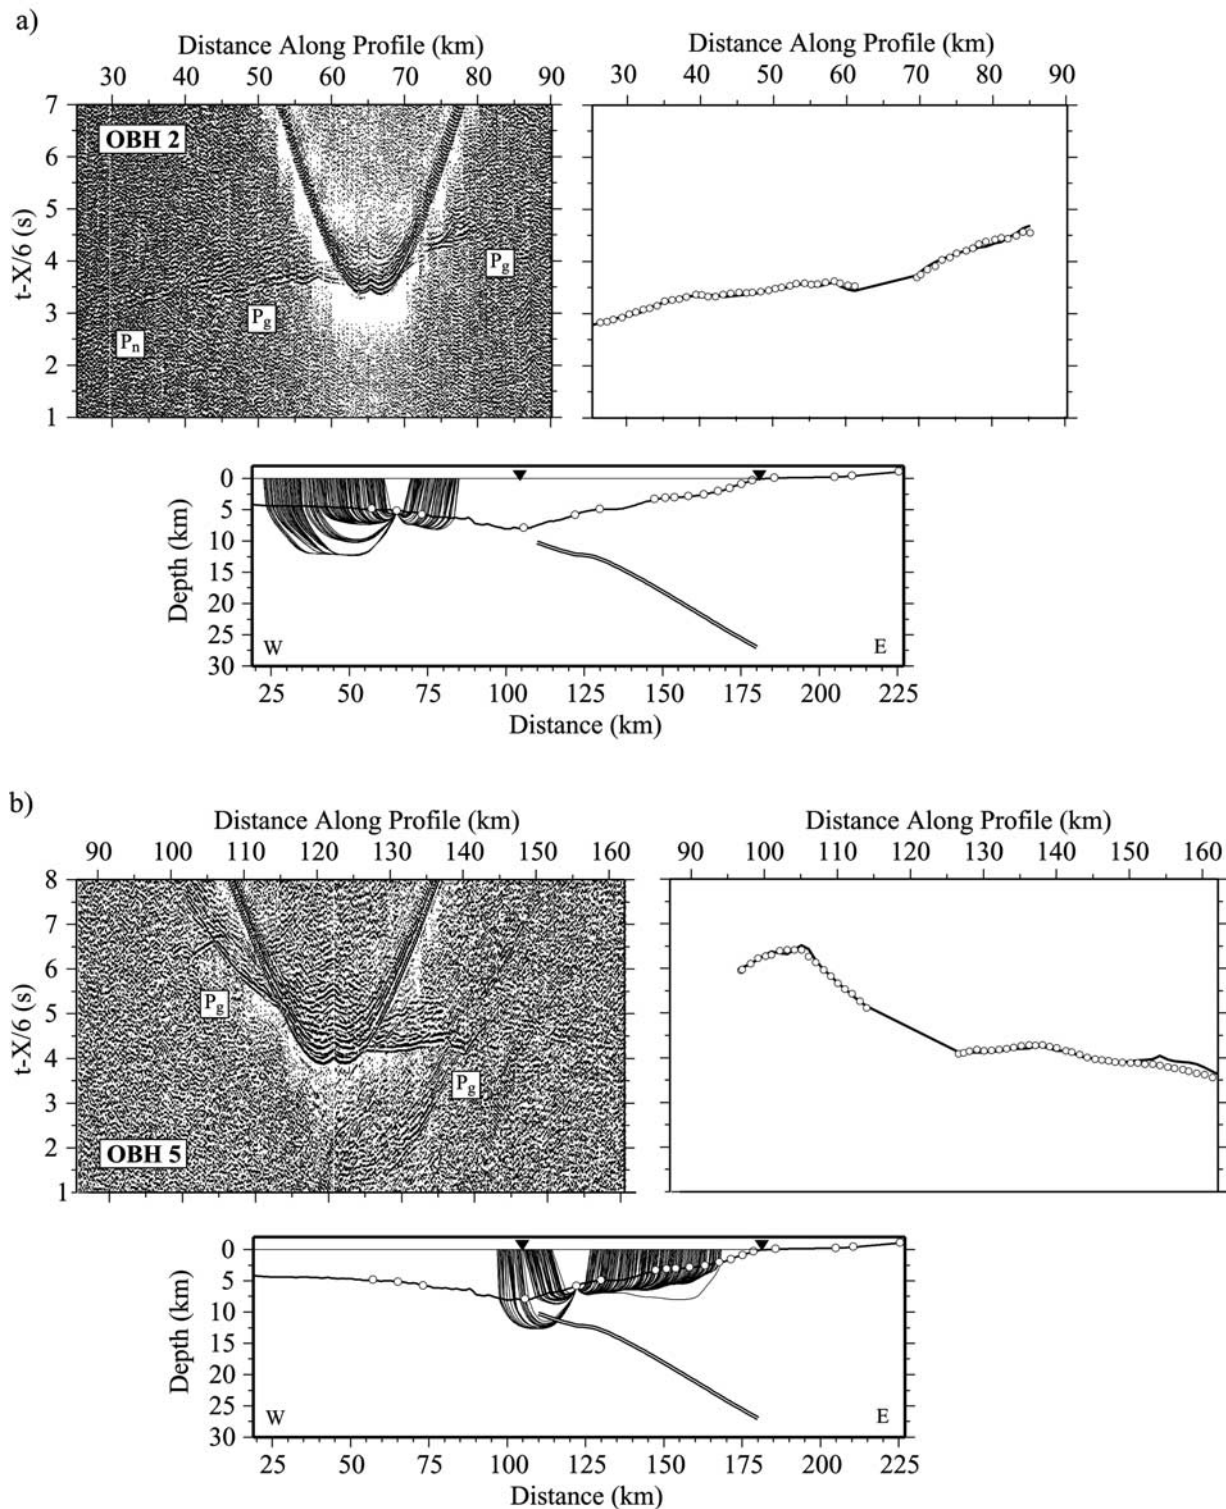 a)
Distance Along Profile (km)
30 40 50 60 70 80 90
7
6
5
4
3
2
1
t-X/6 (s)
OBH 2
Pn
Pg
Pg
Distance Along Profile (km)
30 40 50 60 70 80 90
0
5
10
15
20
25
30
Depth (km)
W
E
25 50 75 100 125 150 175 200 225
Distance (km)
b)
Distance Along Profile (km)
90 100 110 120 130 140 150 160
8
7
6
5
4
3
2
1
t-X/6 (s)
Pg
Pg
OBH 5
Distance Along Profile (km)
90 100 110 120 130 140 150 160
0
5
10
15
20
25
30
Depth (km)
W
E
25 50 75 100 125 150 175 200 225
Distance (km)